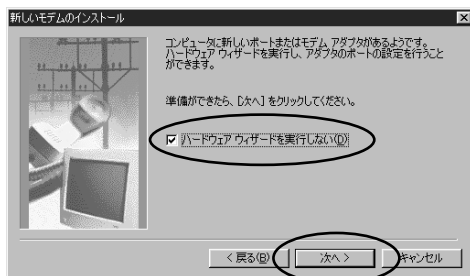 新しいモデムのインストール
コンピュータに新しいポートまたはモデム アダプタがあるようです。
ハードウェア ウィザードを実行し、アダプタのポートの設定を行うこと
ができます。
準備ができたら、[次へ] をクリックしてください。
ハードウェア ウィザードを実行しない(D)
< 戻る(B)
次へ >
キャンセル